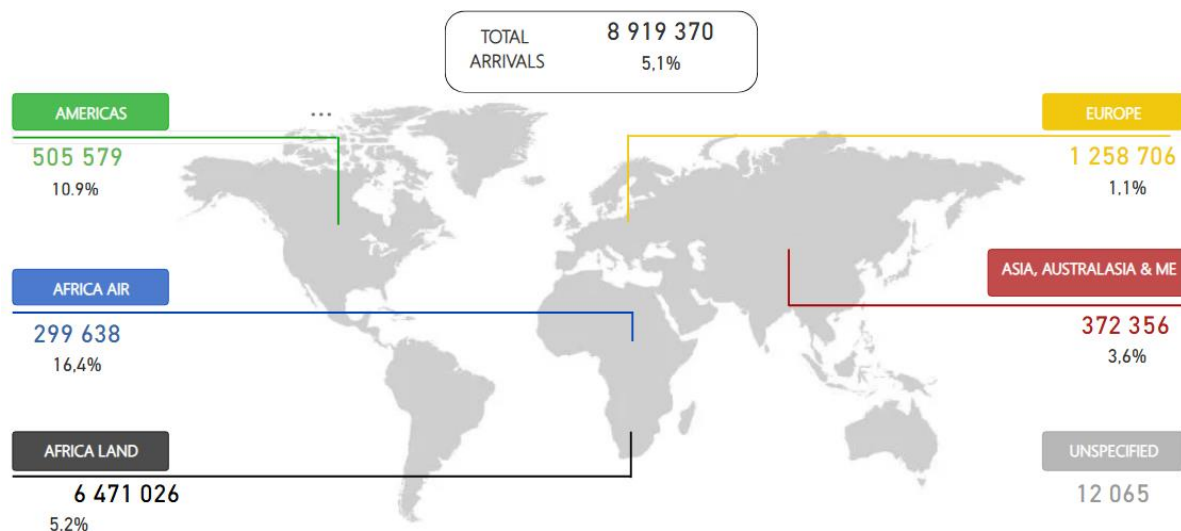 TOTAL ARRIVALS
8 919 370
5,1%
AMERICAS
505 579
10.9%
EUROPE
1 258 706
1,1%
AFRICA AIR
299 638
16,4%
ASIA, AUSTRALASIA & ME
372 356
3,6%
AFRICA LAND
6 471 026
5.2%
UNSPECIFIED
12 065